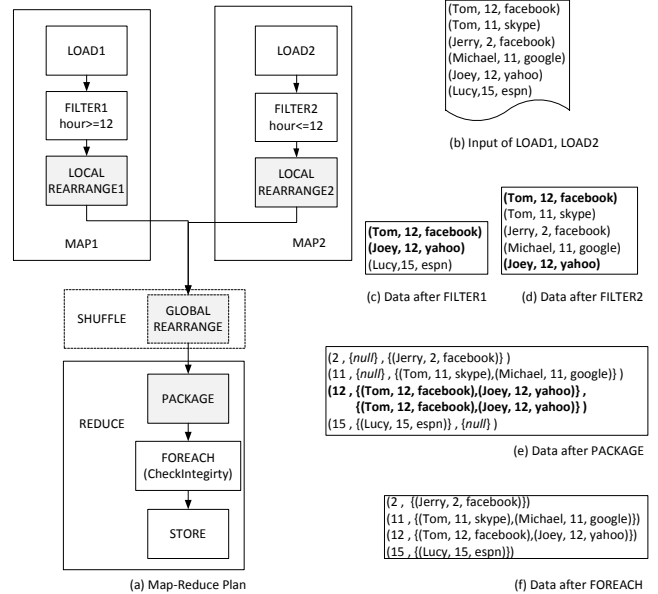 LOAD1
FILTER1
hour>=12
LOCAL
REARRANGE1
MAP1
LOAD2
FILTER2
hour<=12
LOCAL
REARRANGE2
MAP2
SHUFFLE
GLOBAL
REARRANGE
REDUCE
PACKAGE
FOREACH
(CheckIntegirty)
STORE
(a) Map-Reduce Plan
(Tom, 12, facebook)
(Tom, 11, skype)
(Jerry, 2, facebook)
(Michael, 11, google)
(Joey, 12, yahoo)
(Lucy,15, espn)
(b) Input of LOAD1, LOAD2
(Tom, 12, facebook)
(Joey, 12, yahoo)
(Lucy,15, espn)
(c) Data after FILTER1
(Tom, 12, facebook)
(Tom, 11, skype)
(Jerry, 2, facebook)
(Michael, 11, google)
(Joey, 12, yahoo)
(d) Data after FILTER2
(2 , {null} , {(Jerry, 2, facebook)} )
(11 , {null} , {(Tom, 11, skype),(Michael, 11, google)} )
(12 , {(Tom, 12, facebook),(Joey, 12, yahoo)} ,
{(Tom, 12, facebook),(Joey, 12, yahoo)} )
(15 , {(Lucy, 15, espn)} , {null} )
(e) Data after PACKAGE
(2 , {(Jerry, 2, facebook)})
(11 , {(Tom, 11, skype),(Michael, 11, google)})
(12 , {(Tom, 12, facebook),(Joey, 12, yahoo)})
(15 , {(Lucy, 15, espn)})
(f) Data after FOREACH